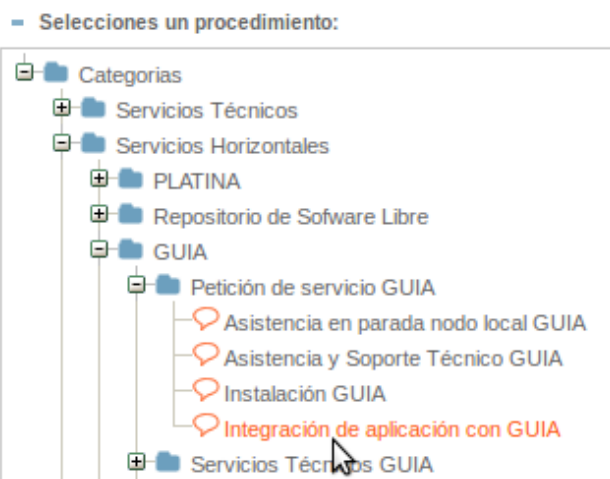 Selecciones un procedimiento:
Categorias
Servicios Técnicos
Servicios Horizontales
PLATINA
Repositorio de Sofware Libre
GUIA
Petición de servicio GUIA
Asistencia en parada nodo local GUIA
Asistencia y Soporte Técnico GUIA
Instalación GUIA
Integración de aplicación con GUIA
Servicios Técnicos GUIA